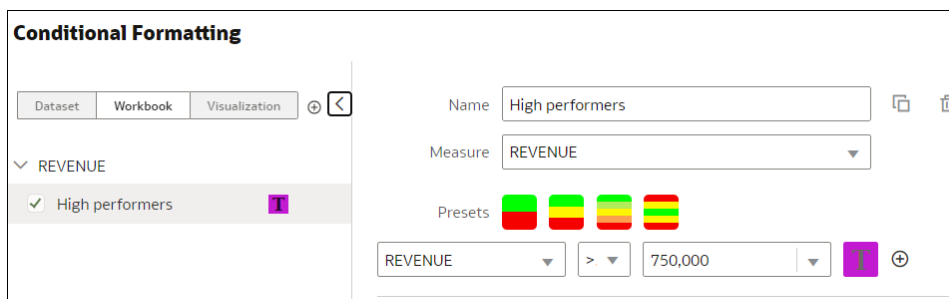 Conditional Formatting
Dataset Workbook Visualization
Name High performers
Measure REVENUE
REVENUE
High performers T
Presets
REVENUE > 750,000 T